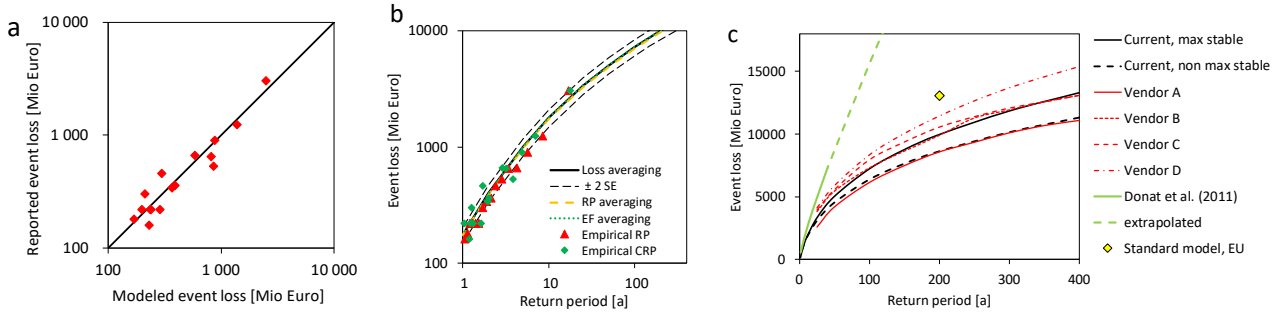 a
Reported event loss [Mio Euro]
10 000
1 000
100
100
1 000
10 000
Modeled event loss [Mio Euro]
b
Event loss [Mio Euro]
10000
1000
100
1
10
100
Return period [a]
Loss averaging
± 2 SE
RP averaging
EF averaging
Empirical RP
Empirical CRP
c
Event loss [Mio Euro]
15000
10000
5000
0
0
100
200
300
400
Return period [a]
Current, max stable
Current, non max stable
Vendor A
Vendor B
Vendor C
Vendor D
Donat et al. (2011)
extrapolated
Standard model, EU